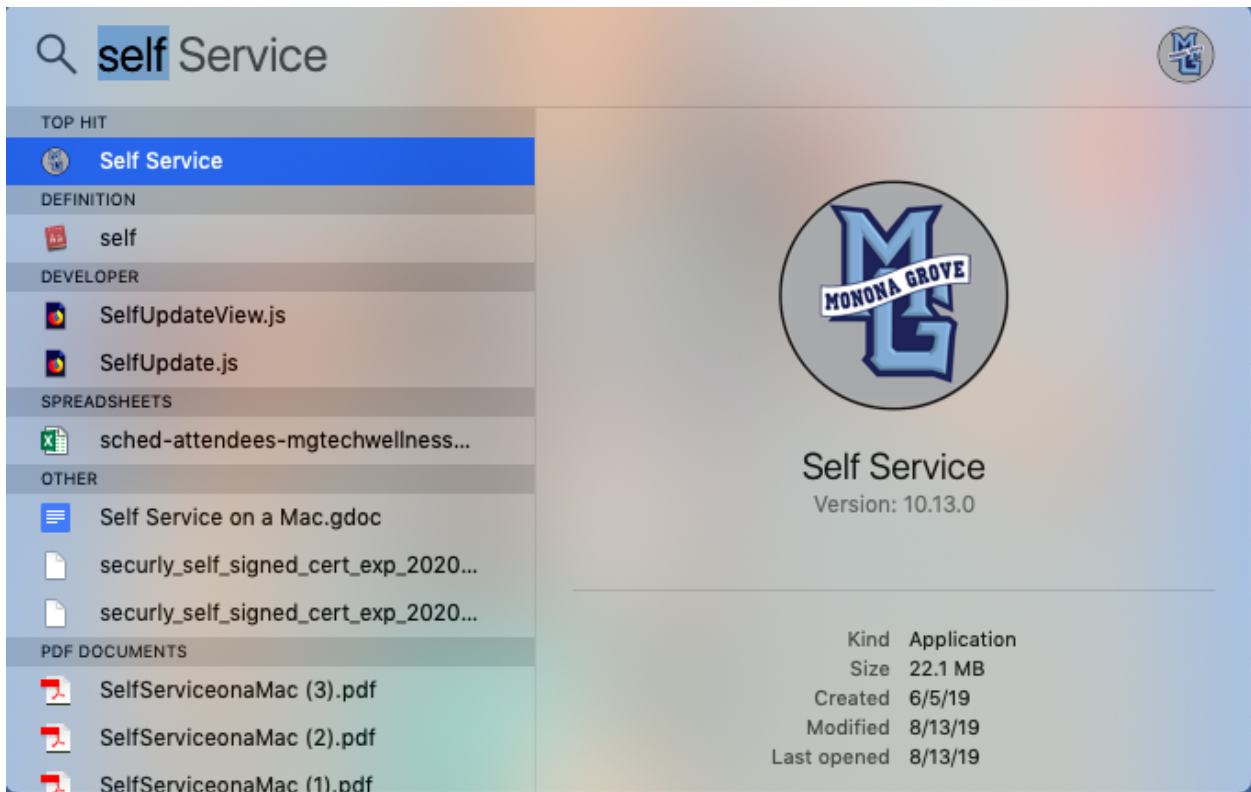 self Service
TOP HIT
Self Service
DEFINITION
self
DEVELOPER
SelfUpdateView.js
SelfUpdate.js
SPREADSHEETS
sched-attendees-mgtechwellness...
OTHER
Self Service on a Mac.gdoc
securly_self_signed_cert_exp_2020...
securly_self_signed_cert_exp_2020...
PDF DOCUMENTS
SelfServiceonaMac (3).pdf
SelfServiceonaMac (2).pdf
SelfServiceonaMac (1).pdf
MG
MONONA GROVE
Self Service
Version: 10.13.0
Kind Application
Size 22.1 MB
Created 6/5/19
Modified 8/13/19
Last opened 8/13/19